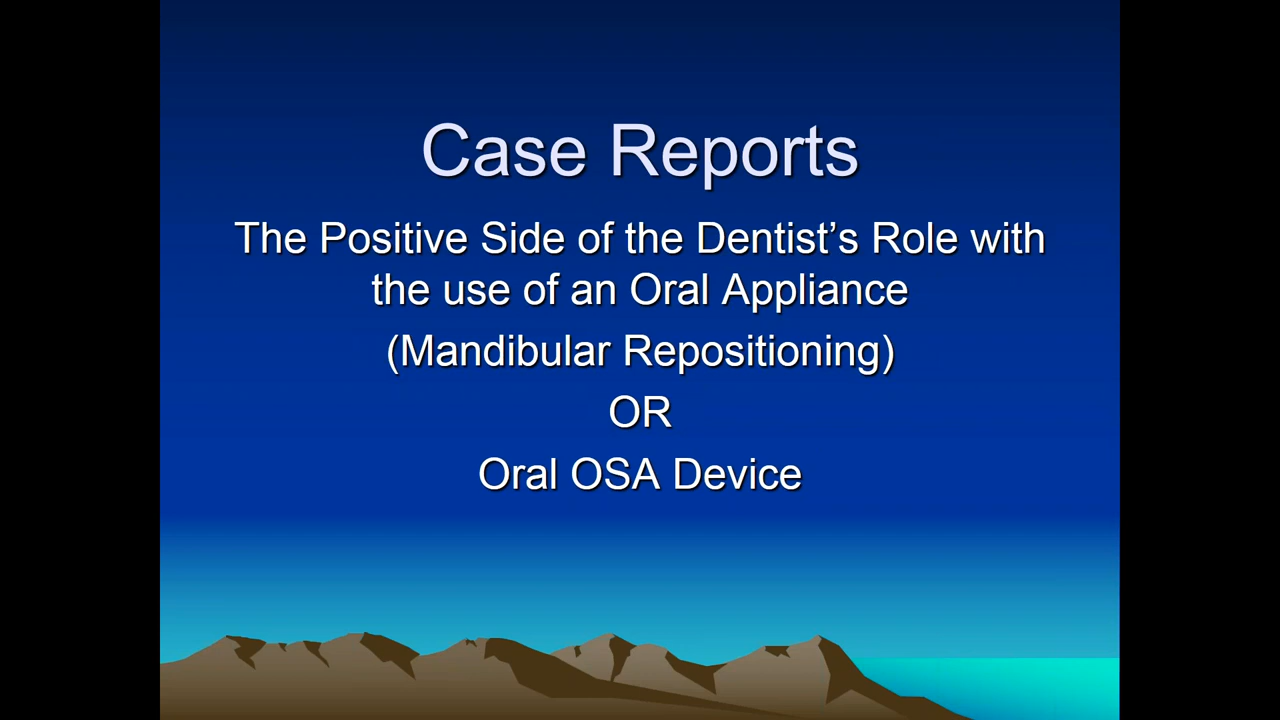 Case Reports
The Positive Side of the Dentist’s Role with
the use of an Oral Appliance
(Mandibular Repositioning)
OR
Oral OSA Device